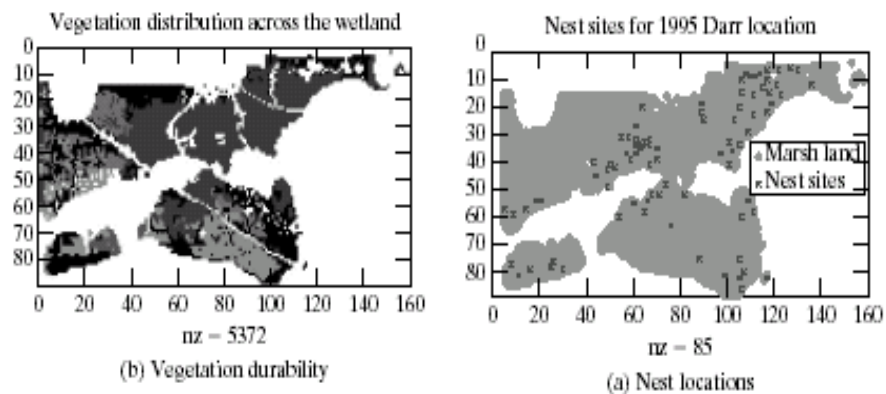 Vegetation distribution across the wetland
0
10
20
30
40
50
60
70
80
0 20 40 60 80 100 120 140 160
nz = 5372
(b) Vegetation durability
Nest sites for 1995 Darr location
0
10
20
30
40
50
60
70
80
Marsh land
Nest sites
0 20 40 60 80 100 120 140 160
nz = 85
(a) Nest locations